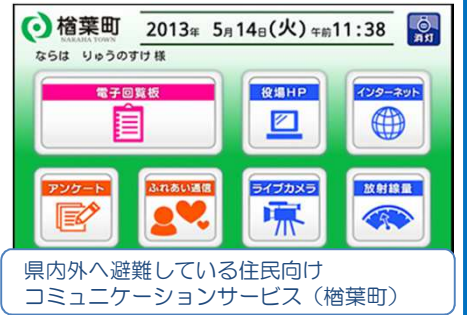 楢葉町
NARAHA TOWN
2013年 5月14日(火) 午前11:38
消灯
ならは りゅうのすけ 様
電子回覧板
役場HP
インターネット
アンケート
ふれあい通信
ライブカメラ
放射線量
県内外へ避難している住民向け
コミュニケーションサービス（楢葉町）